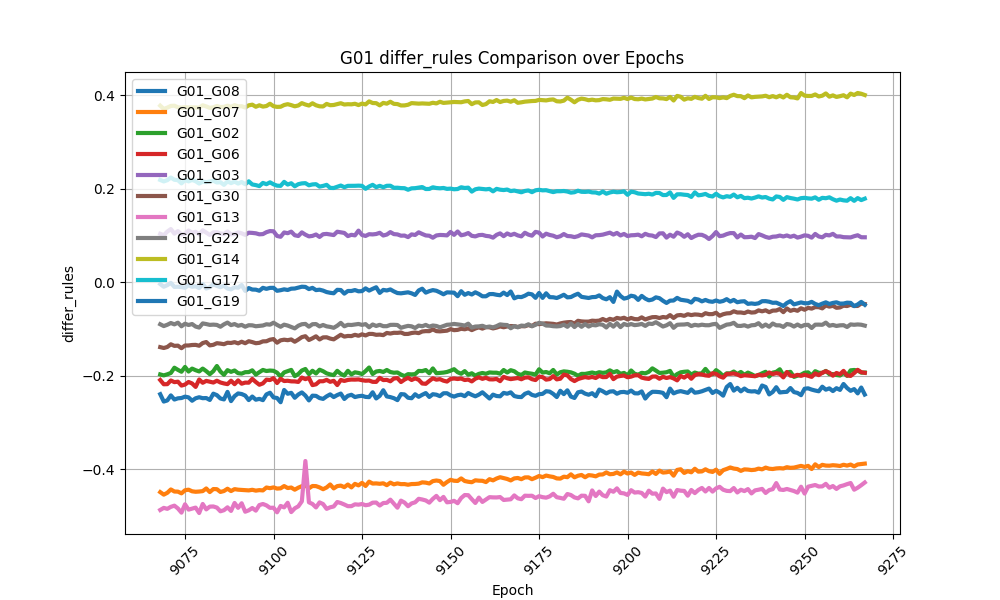 G01 differ_rules Comparison over Epochs
differ_rules
0.4
0.2
0.0
−0.2
−0.4
G01_G08
G01_G07
G01_G02
G01_G06
G01_G03
G01_G30
G01_G13
G01_G22
G01_G14
G01_G17
G01_G19
9075
9100
9125
9150
9175
9200
9225
9250
9275
Epoch